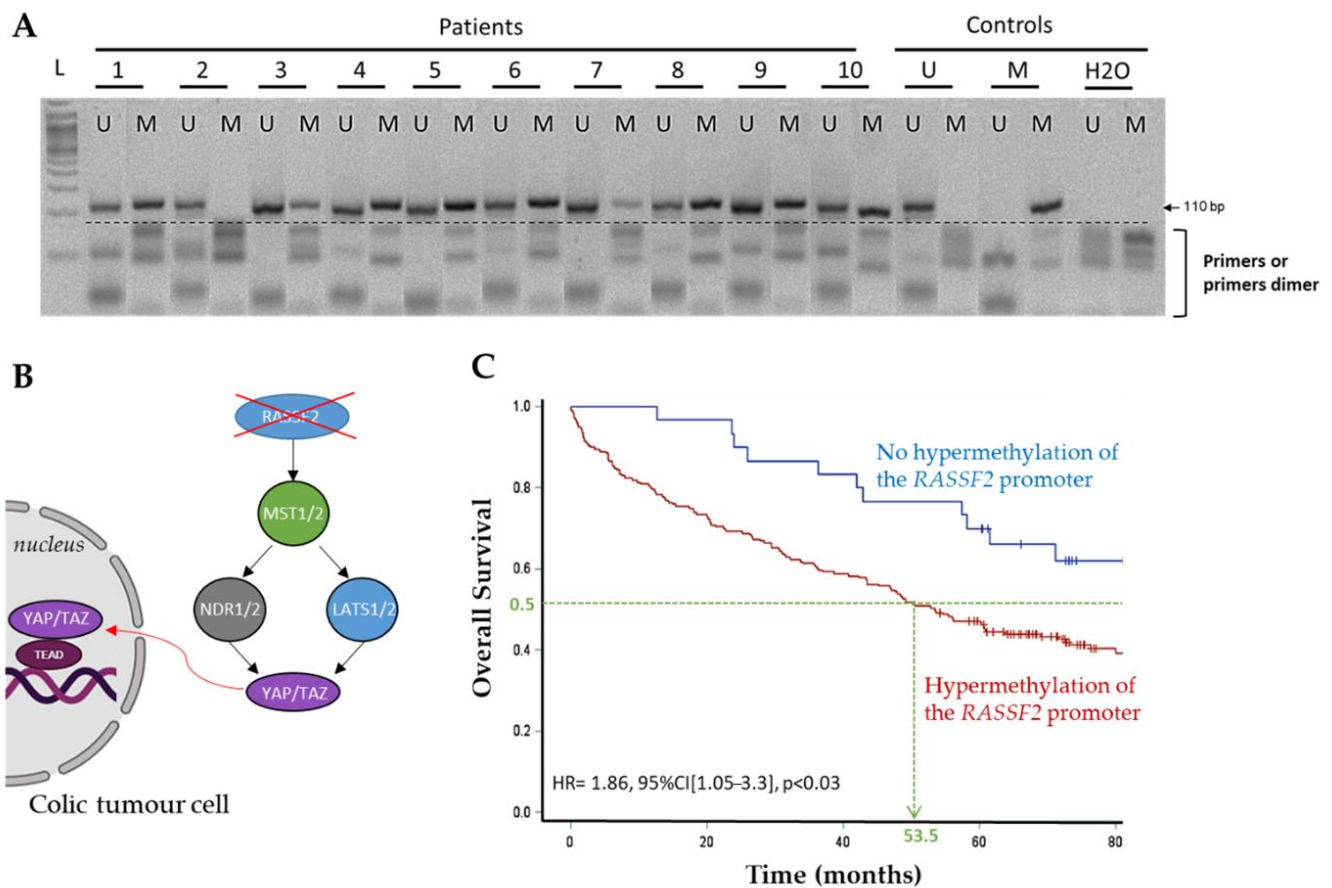 A
Patients
Controls
L 1 2 3 4 5 6 7 8 9 10 U M H2O
U M U M U M U M U M U M U M U M U M U M U M U M U M
110 bp
Primers or
primers dimer
B
RASSF2
MST1/2
NDR1/2
LATS1/2
YAP/TAZ
nucleus
YAP/TAZ
TEAD
Colic tumour cell
C
Overall Survival
1.0
0.8
0.6
0.5
0.4
0.2
0.0
No hypermethylation of
the RASSF2 promoter
Hypermethylation of
the RASSF2 promoter
HR= 1.86, 95%CI[1.05–3.3], p<0.03
53.5
0 20 40 60 80
Time (months)